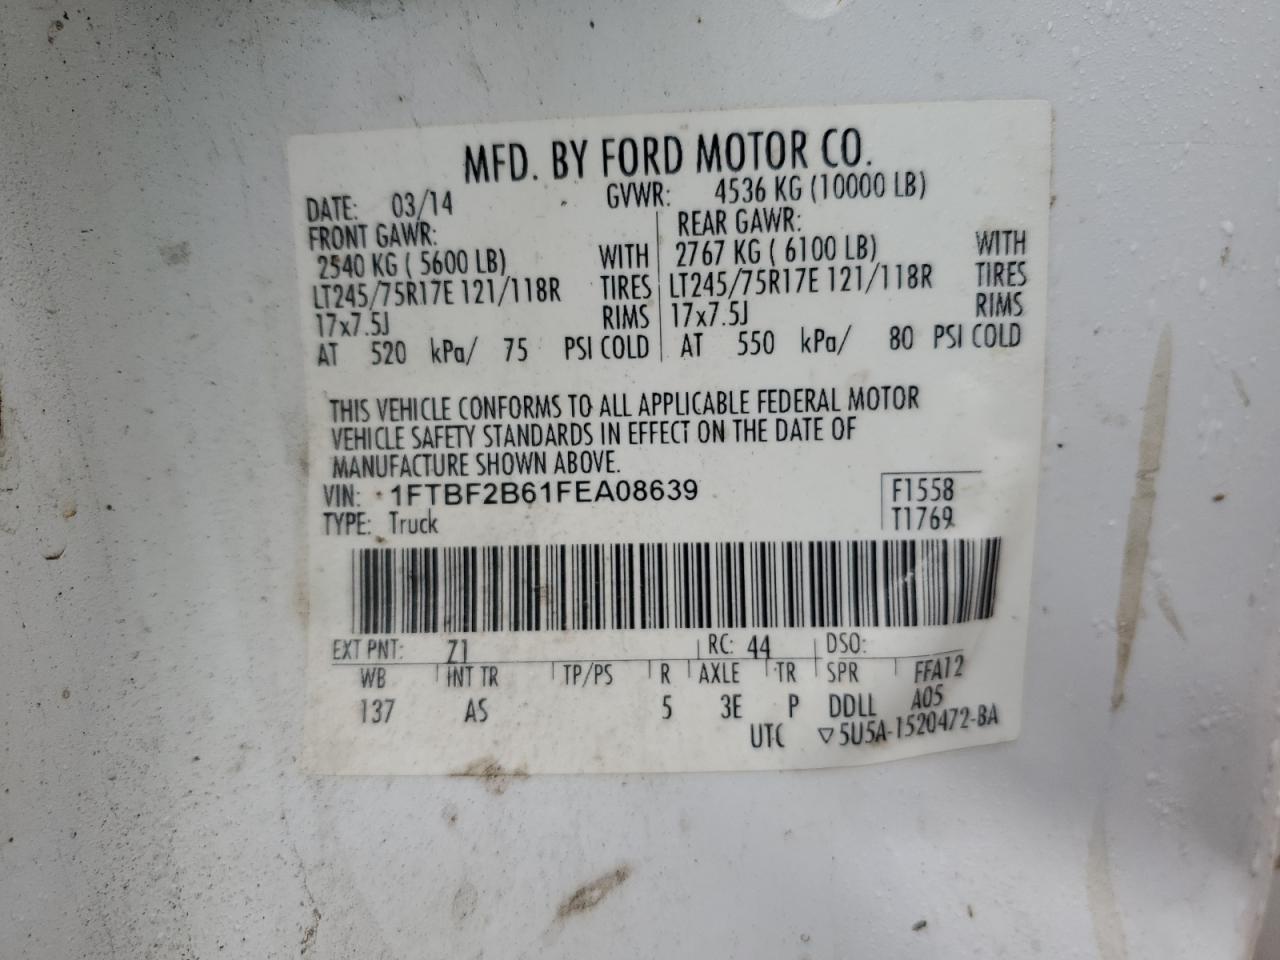 MFD. BY FORD MOTOR CO.
DATE: 03/14 GVWR: 4536 KG (10000 LB)
FRONT GAWR: REAR GAWR:
2540 KG ( 5600 LB) WITH 2767 KG ( 6100 LB) WITH
LT245/75R17E 121/118R TIRES LT245/75R17E 121/118R TIRES
17x7.5J RIMS 17x7.5J RIMS
AT 520 kPa/ 75 PSI COLD AT 550 kPa/ 80 PSI COLD
THIS VEHICLE CONFORMS TO ALL APPLICABLE FEDERAL MOTOR
VEHICLE SAFETY STANDARDS IN EFFECT ON THE DATE OF
MANUFACTURE SHOWN ABOVE.
VIN: 1FTBF2B61FEA08639 F1558
TYPE: Truck T1769
EXT PNT: Z1 RC: 44 DSO:
WB INT TR TP/PS R AXLE TR SPR FFA12
137 AS 5 3E P DDLL A05
UTC ▽5U5A-1520472-BA